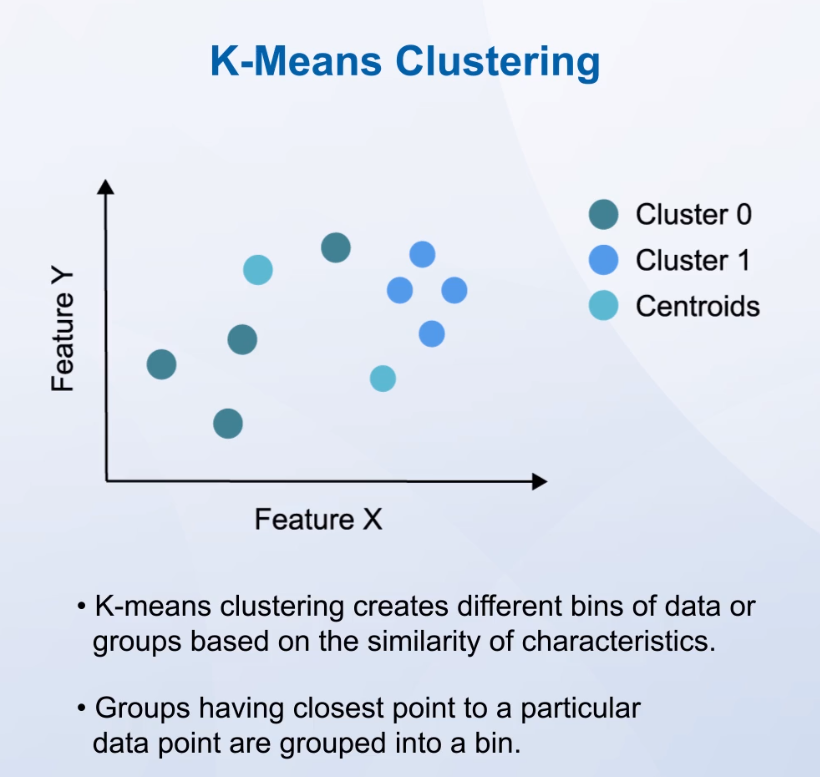 K-Means Clustering
Cluster 0
Cluster 1
Centroids
Feature Y
Feature X
• K-means clustering creates different bins of data or
groups based on the similarity of characteristics.
• Groups having closest point to a particular
data point are grouped into a bin.